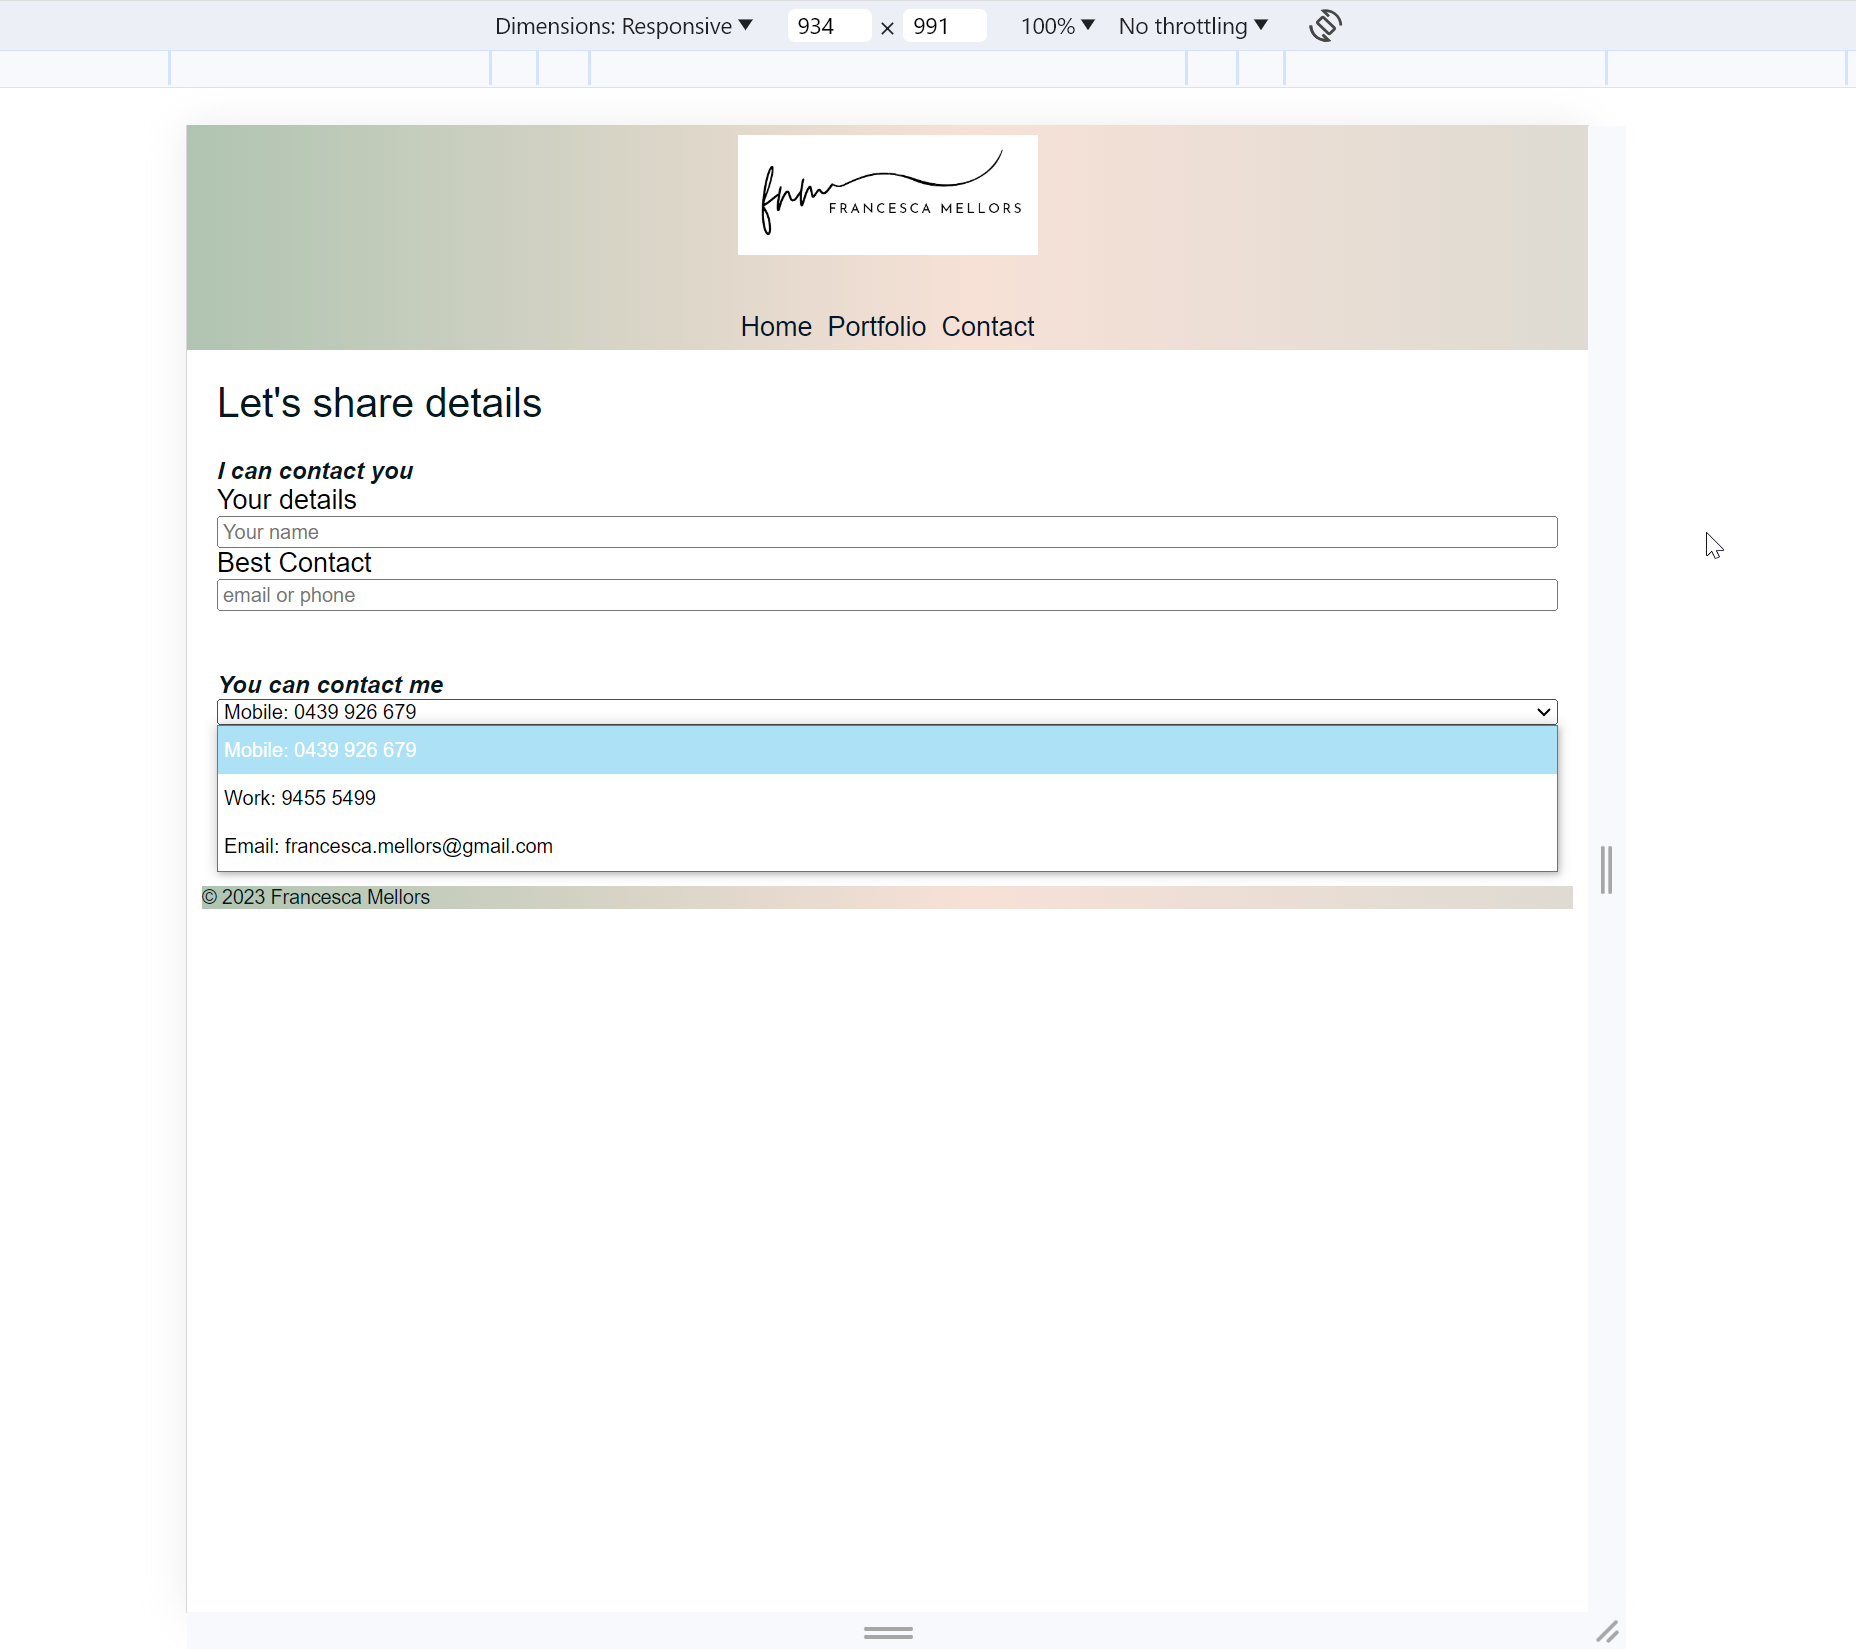 Dimensions: Responsive 934 × 991 100% No throttling
fnm
FRANCESCA MELLORS
Home Portfolio Contact
Let's share details
I can contact you
Your details
Your name
Best Contact
email or phone
You can contact me
Mobile: 0439 926 679
Mobile: 0439 926 679
Work: 9455 5499
Email: francesca.mellors@gmail.com
© 2023 Francesca Mellors